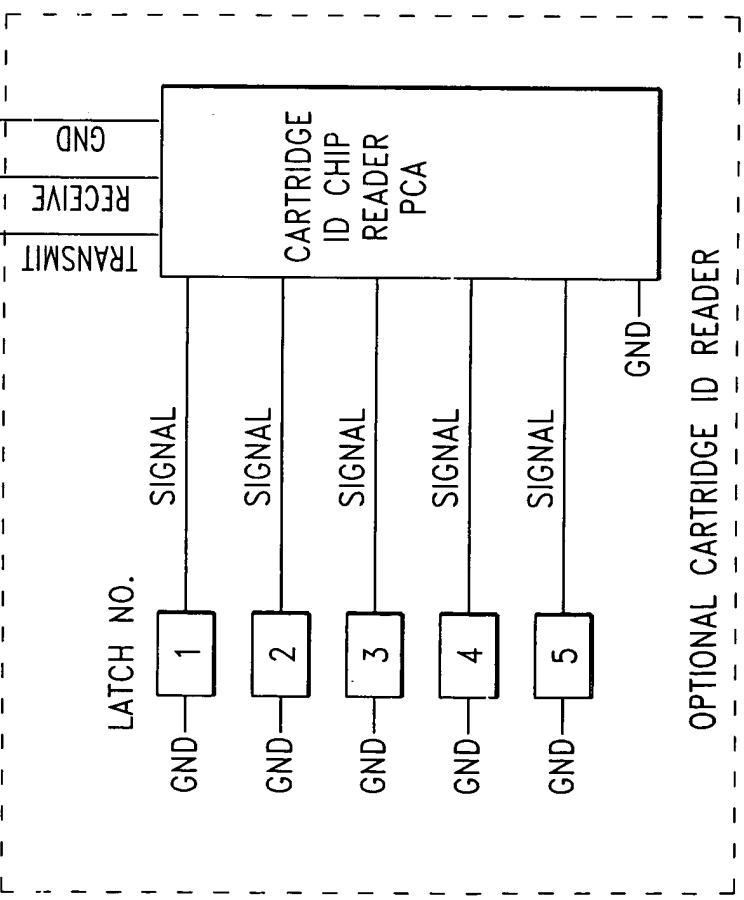 GND
RECEIVE
TRANSMIT
CARTRIDGE
ID CHIP
READER
PCA
GND
SIGNAL
SIGNAL
SIGNAL
SIGNAL
SIGNAL
LATCH NO.
1
2
3
4
5
GND
GND
GND
GND
GND
OPTIONAL CARTRIDGE ID READER